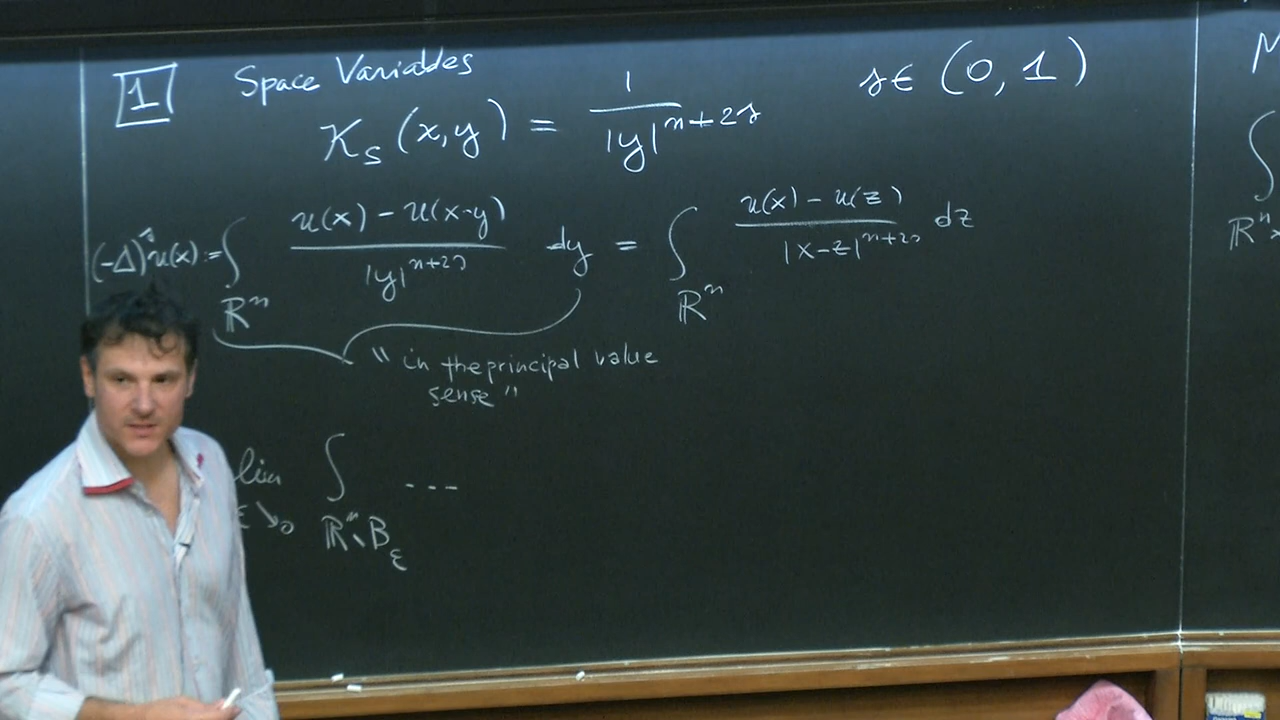 1 Space Variables
K_s (x,y) = 1 / |y|^{n+2s} s ∈ (0, 1)
(-Δ)^s u(x) := ∫_{ℝ^n} u(x) - u(x-y) / |y|^{n+2s} dy = ∫_{ℝ^n} u(x) - u(z) / |x-z|^{n+2s} dz
"in the principal value
sense"
lim_{ε↘0} ∫_{ℝ^n∖B_ε} ---
M
∫_{ℝ^n×